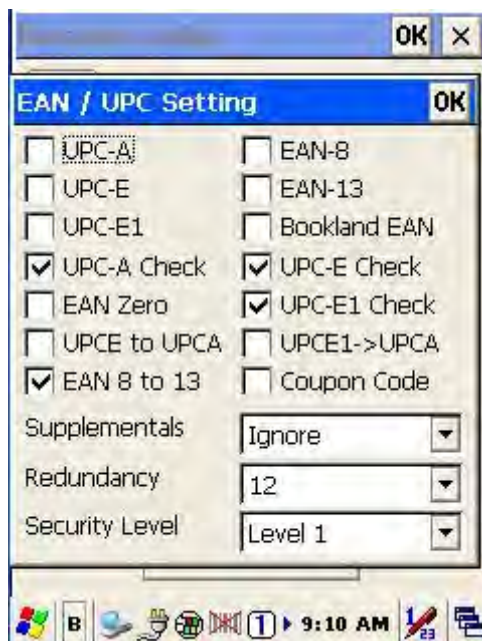 OK ×
EAN / UPC Setting OK
UPC-A EAN-8
UPC-E EAN-13
UPC-E1 Bookland EAN
UPC-A Check UPC-E Check
EAN Zero UPC-E1 Check
UPCE to UPCA UPCE1->UPCA
EAN 8 to 13 Coupon Code
Supplementals Ignore
Redundancy 12
Security Level Level 1
B 1 9:10 AM 23